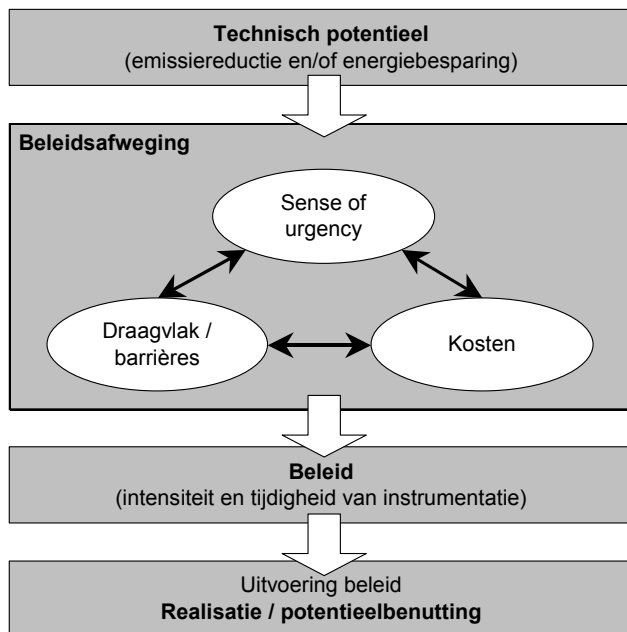 Technisch potentieel
(emissiereductie en/of energiebesparing)
Beleidsafweging
Sense of
urgency
Draagvlak /
barrières
Kosten
Beleid
(intensiteit en tijdigheid van instrumentatie)
Uitvoering beleid
Realisatie / potentieelbenutting